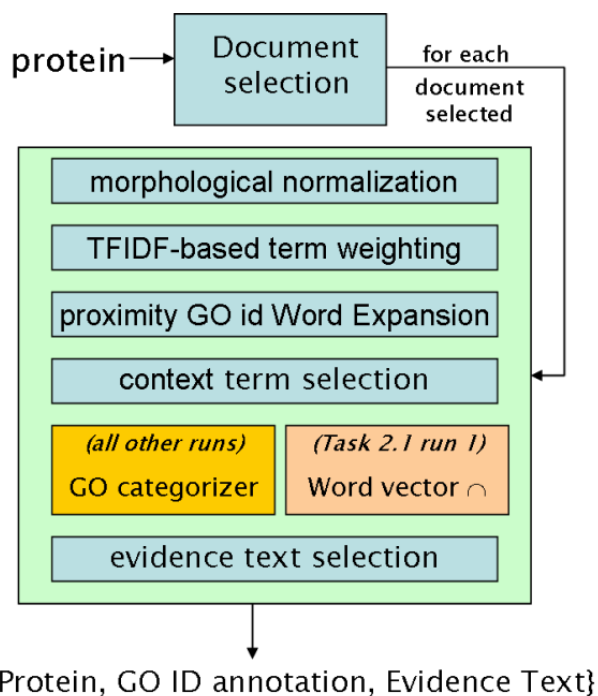 protein
Document
selection
for each
document
selected
morphological normalization
TFIDF-based term weighting
proximity GO id Word Expansion
context term selection
(all other runs)
GO categorizer
(Task 2.1 run 1)
Word vector ∩
evidence text selection
Protein, GO ID annotation, Evidence Text}